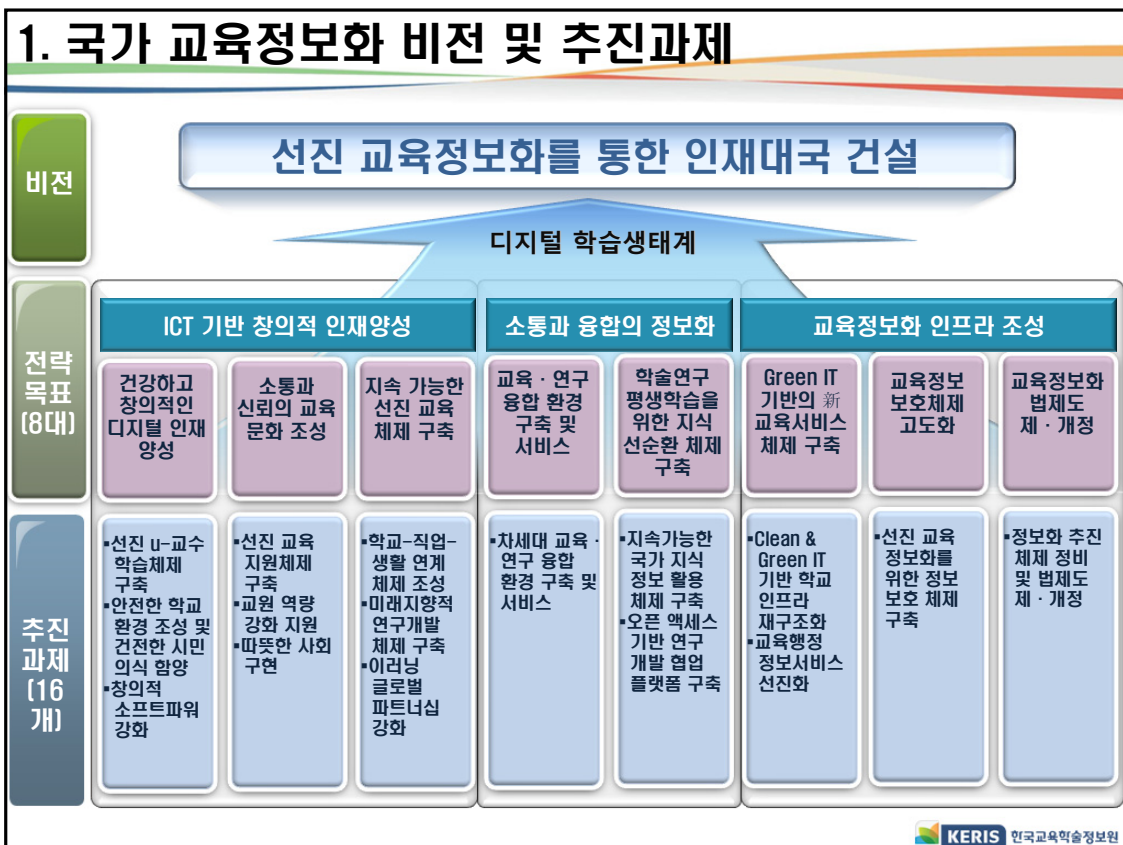 1. 국가 교육정보화 비전 및 추진과제
비전
선진 교육정보화를 통한 인재대국 건설
디지털 학습생태계
전략
목표
(8대)
ICT 기반 창의적 인재양성
소통과 융합의 정보화
교육정보화 인프라 조성
건강하고
창의적인
디지털 인재
양성
소통과
신뢰의 교육
문화 조성
지속 가능한
선진 교육
체제 구축
교육 · 연구
융합 환경
구축 및
서비스
학술연구
평생학습을
위한 지식
선순환 체제
구축
Green IT
기반의 新
교육서비스
체제 구축
교육정보
보호체제
고도화
교육정보화
법제도
제 · 개정
추진
과제
(16
개)
▪선진 u-교수
학습체제
구축
▪안전한 학교
환경 조성 및
건전한 시민
의식 함양
▪창의적
소프트파워
강화
▪선진 교육
지원체제
구축
▪교원 역량
강화 지원
▪따뜻한 사회
구현
▪학교-직업-
생활 연계
체제 조성
▪미래지향적
연구개발
체제 구축
▪이러닝
글로벌
파트너십
강화
▪차세대 교육 ·
연구 융합
환경 구축 및
서비스
▪지속가능한
국가 지식
정보 활용
체제 구축
▪오픈 액세스
기반 연구
개발 협업
플랫폼 구축
▪Clean &
Green IT
기반 학교
인프라
재구조화
▪교육행정
정보서비스
선진화
▪선진 교육
정보화를
위한 정보
보호 체제
구축
▪정보화 추진
체제 정비
및 법제도
제 · 개정
KERIS 한국교육학술정보원